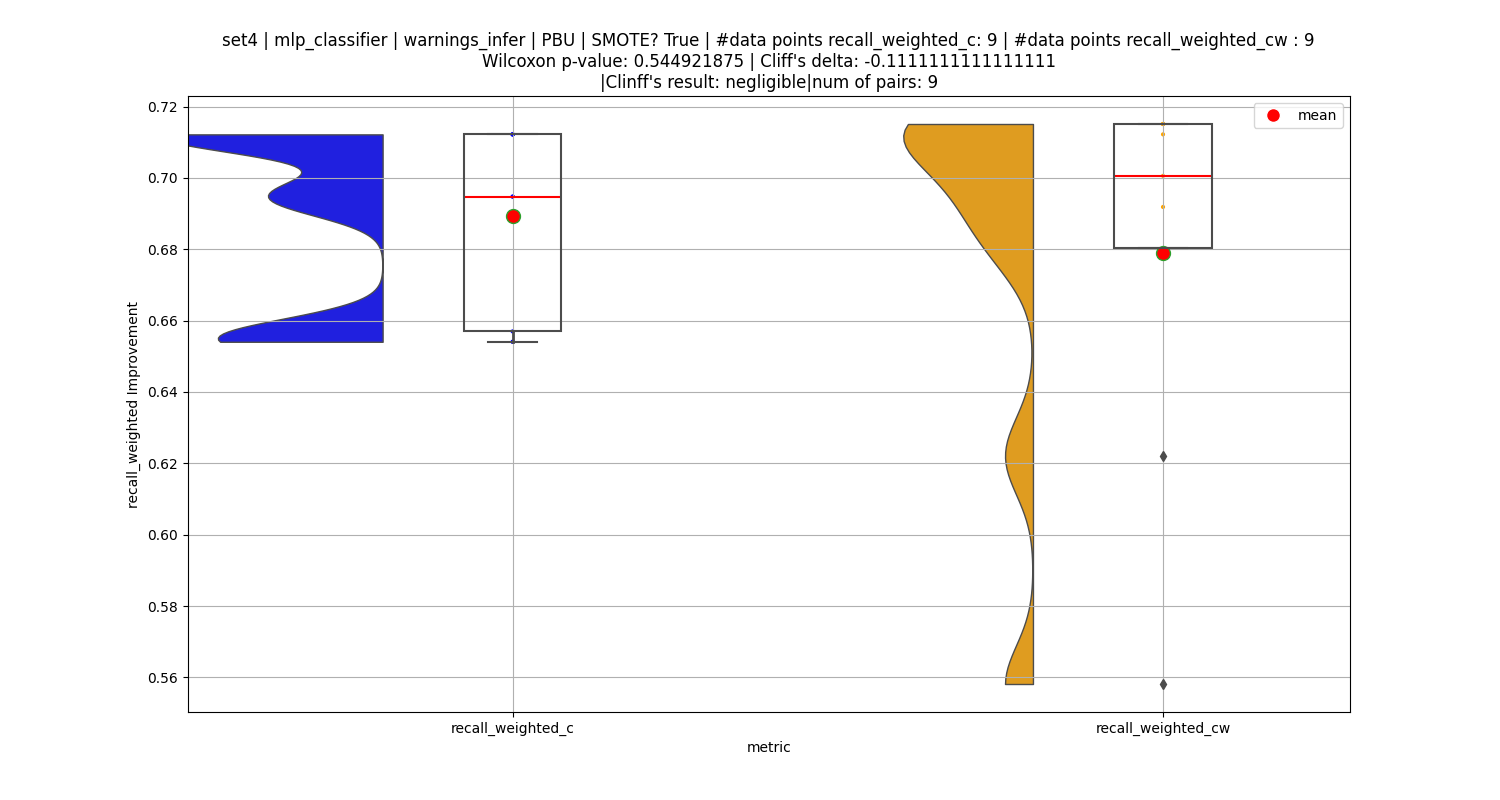 set4 | mlp_classifier | warnings_infer | PBU | SMOTE? True | #data points recall_weighted_c: 9 | #data points recall_weighted_cw : 9
Wilcoxon p-value: 0.544921875 | Cliff's delta: -0.1111111111111111
|Clinff's result: negligible|num of pairs: 9
mean
0.72
0.70
0.68
0.66
0.64
0.62
0.60
0.58
0.56
recall_weighted Improvement
recall_weighted_c
recall_weighted_cw
metric